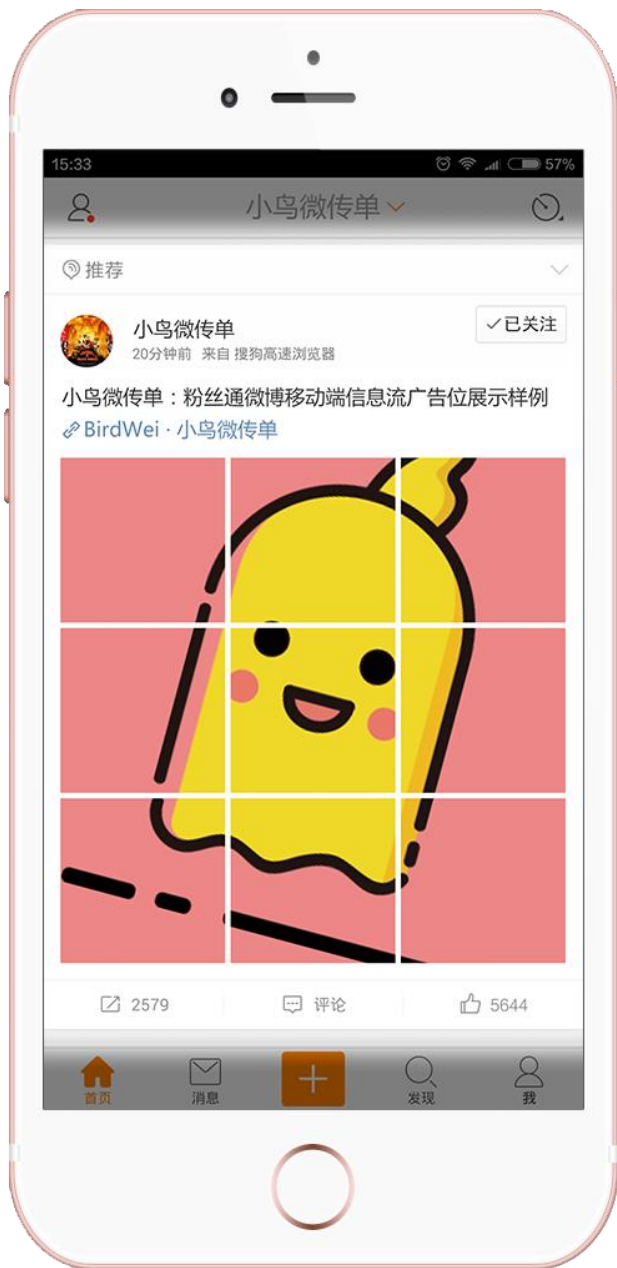 15:33
57%
小鸟微传单
推荐
小鸟微传单
已关注
20分钟前 来自 搜狗高速浏览器
小鸟微传单：粉丝通微博移动端信息流广告位展示样例
BirdWei · 小鸟微传单
2579
评论
5644
首页
消息
发现
我